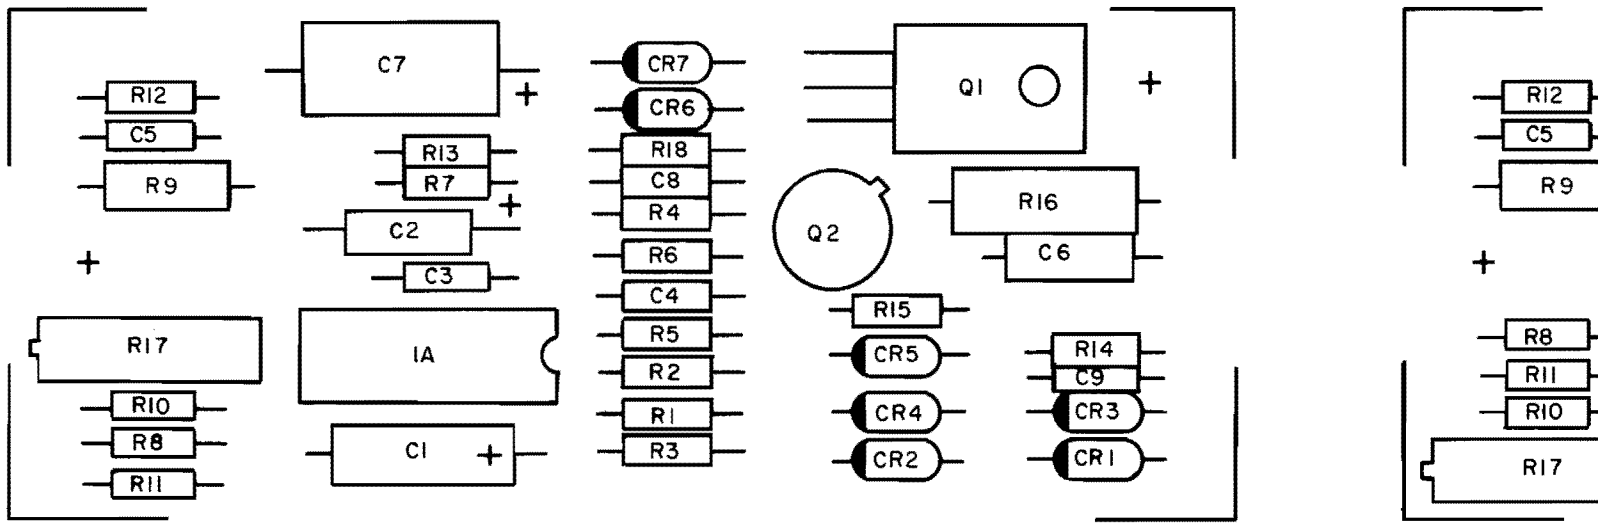 C7
CR7
Q1
+
R12
+
R12
CR6
C5
R13
R18
C5
R9
R7
C8
R9
+
R4
R16
C2
Q2
+
R6
C6
+
C3
C4
R15
R17
1A
R5
CR5
R14
R8
R2
C9
R11
R10
R1
CR4
CR3
R10
R8
C1
+
R3
CR2
CR1
R17
R11